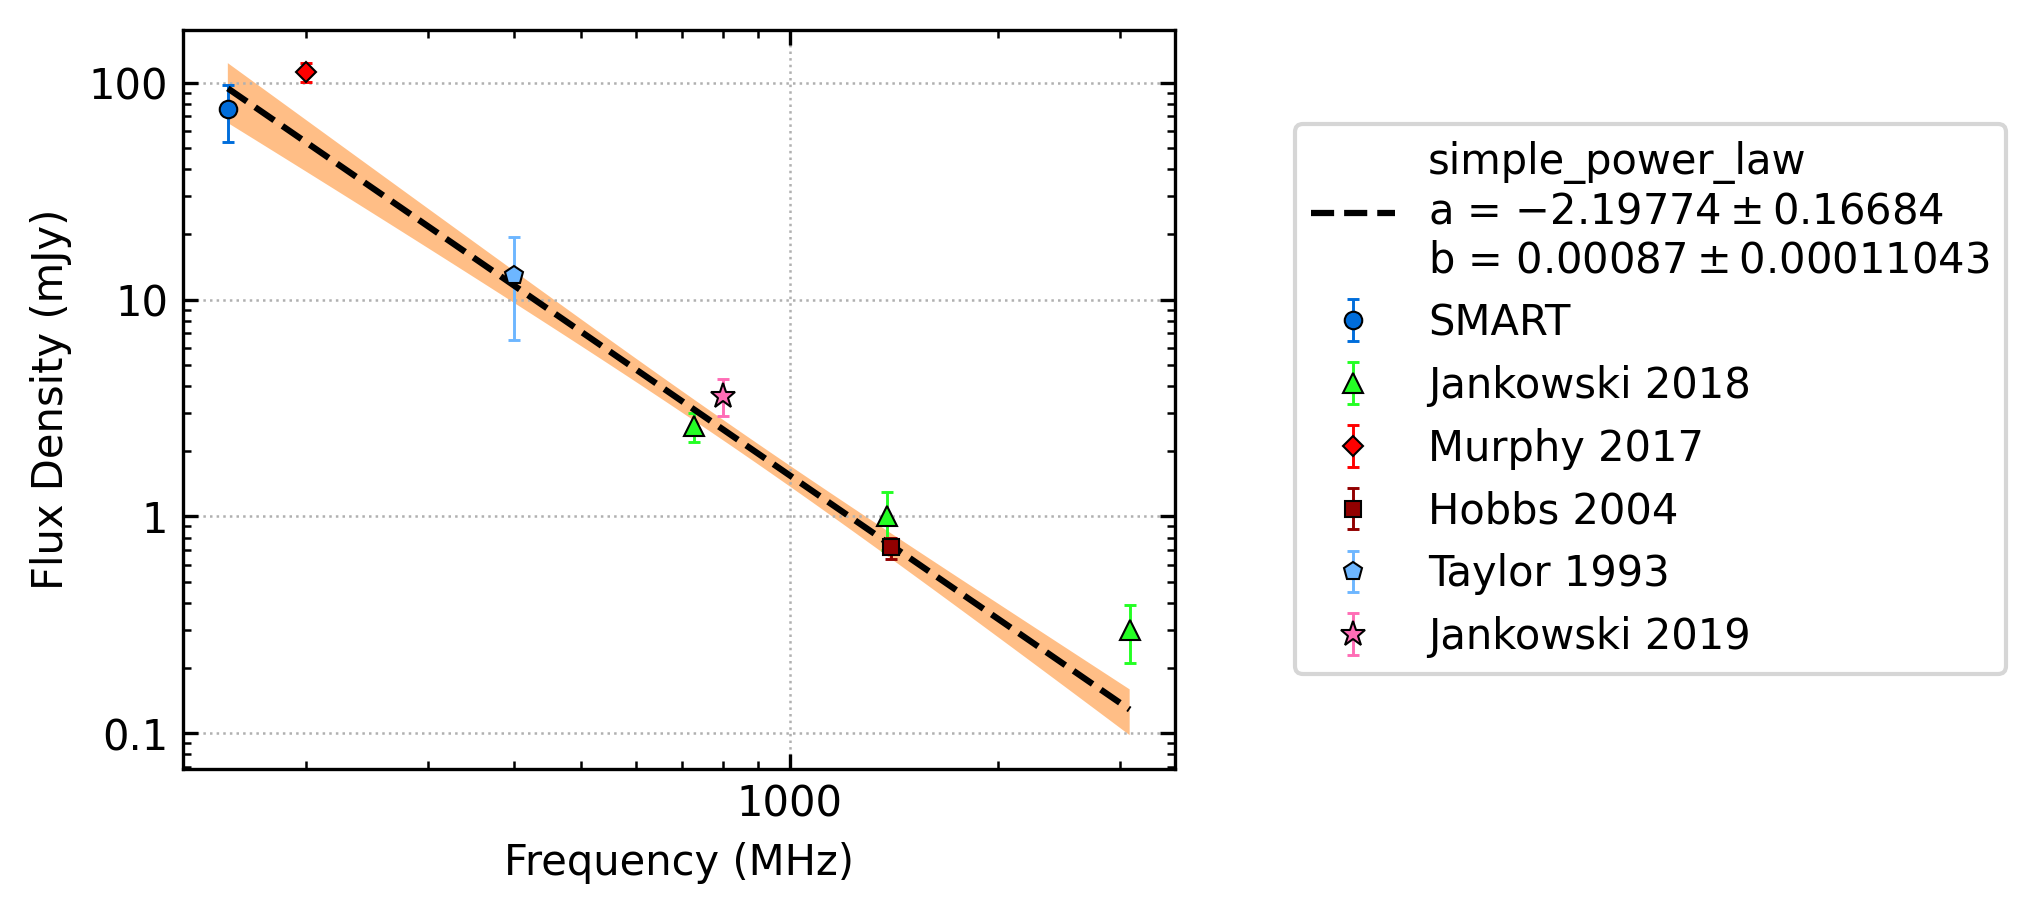 100
10
1
0.1
Flux Density (mJy)
1000
Frequency (MHz)
simple_power_law
a = −2.19774 ± 0.16684
b = 0.00087 ± 0.00011043
SMART
Jankowski 2018
Murphy 2017
Hobbs 2004
Taylor 1993
Jankowski 2019